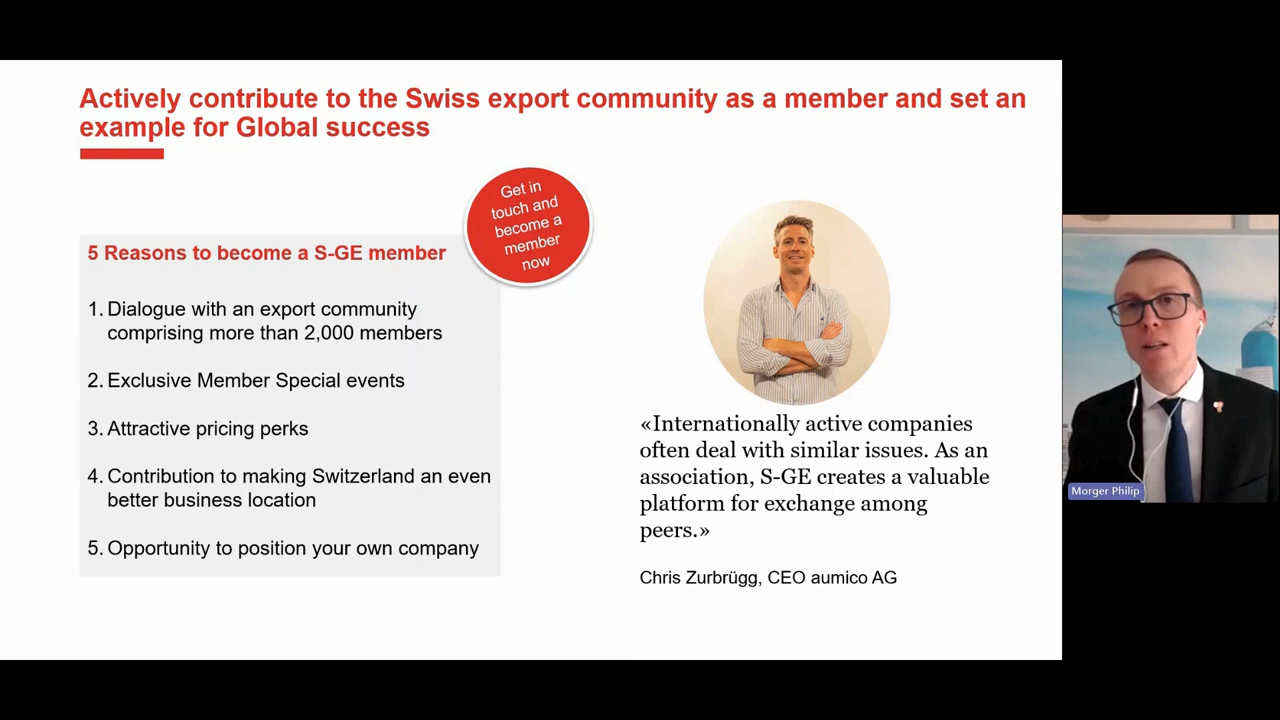 Actively contribute to the Swiss export community as a member and set an
example for Global success
Get in
touch and
become a
member
now
5 Reasons to become a S-GE member
1. Dialogue with an export community
comprising more than 2,000 members
2. Exclusive Member Special events
3. Attractive pricing perks
4. Contribution to making Switzerland an even
better business location
5. Opportunity to position your own company
«Internationally active companies
often deal with similar issues. As an
association, S-GE creates a valuable
platform for exchange among
peers.»
Chris Zurbrügg, CEO aumico AG
Morger Philip